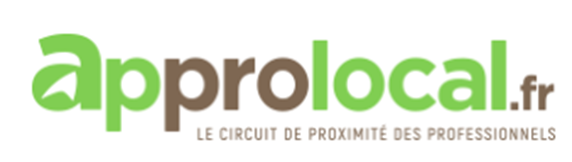 approlocal.fr
LE CIRCUIT DE PROXIMITÉ DES PROFESSIONNELS